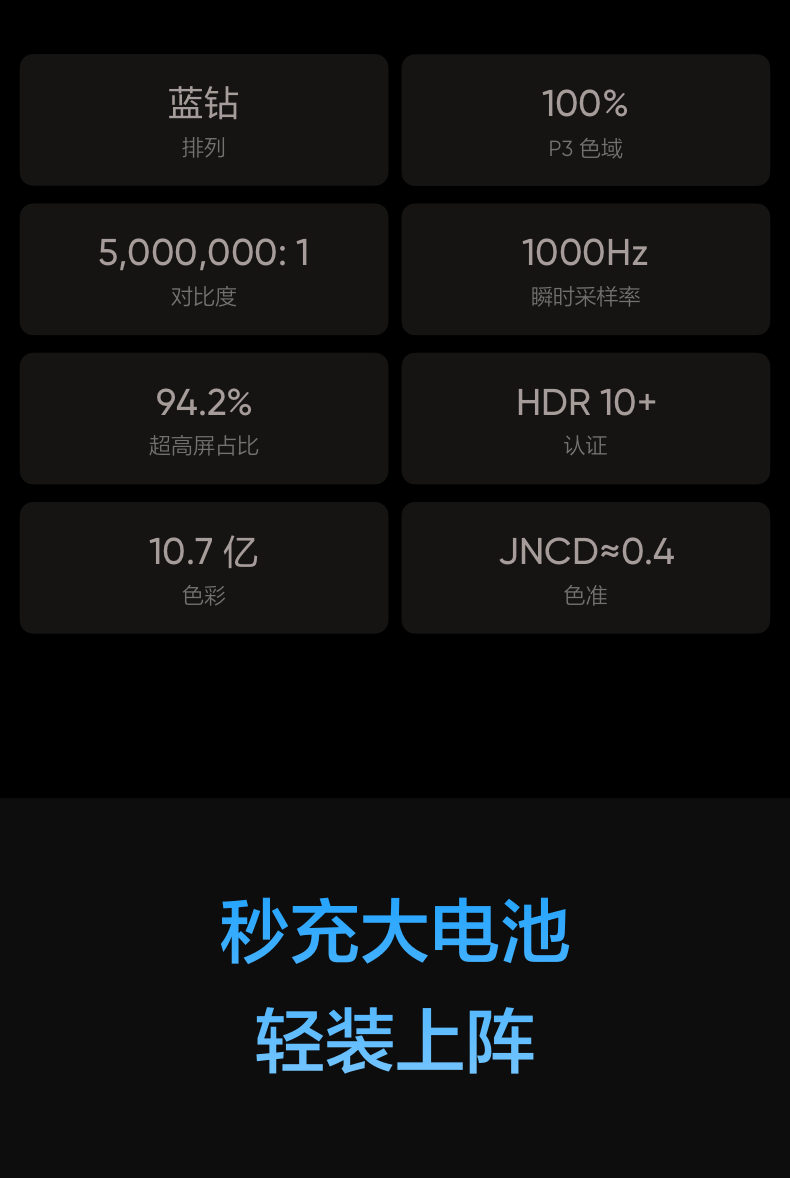 蓝钻
排列
100%
P3 色域
5,000,000: 1
对比度
1000Hz
瞬时采样率
94.2%
超高屏占比
HDR 10+
认证
10.7 亿
色彩
JNCD≈0.4
色准
秒充大电池
轻装上阵